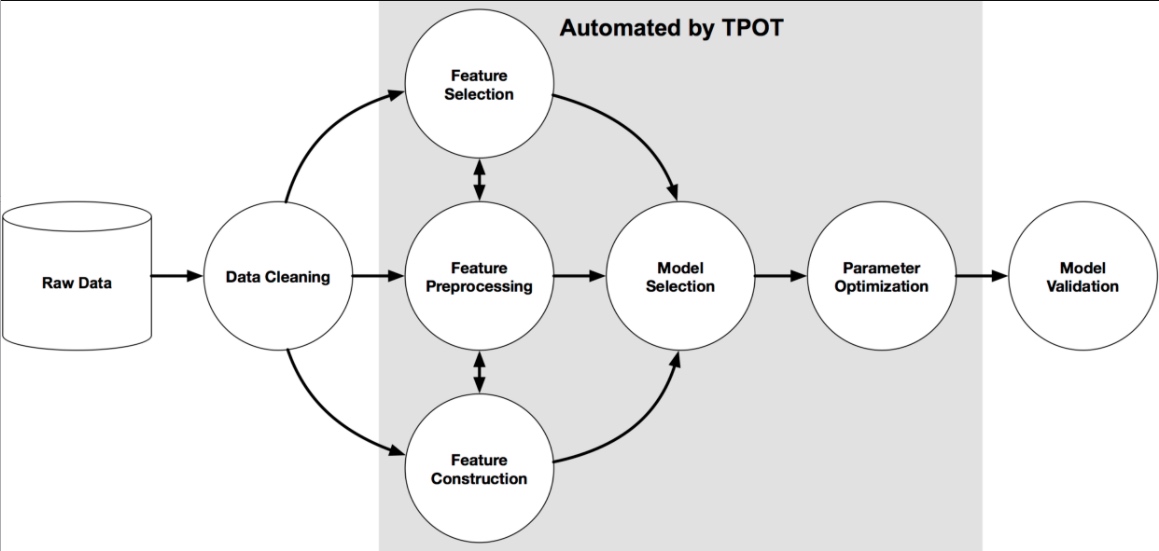 Automated by TPOT
Feature
Selection
Raw Data
Data Cleaning
Feature
Preprocessing
Model
Selection
Parameter
Optimization
Model
Validation
Feature
Construction